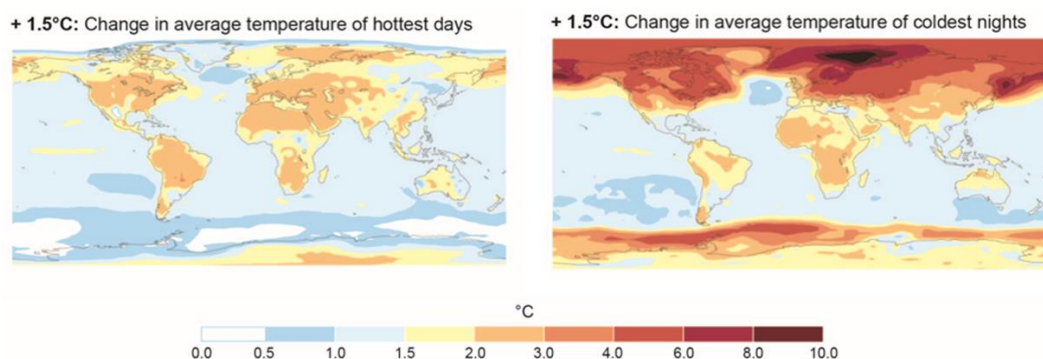 + 1.5°C: Change in average temperature of hottest days
+ 1.5°C: Change in average temperature of coldest nights
°C
0.0 0.5 1.0 1.5 2.0 3.0 4.0 6.0 8.0 10.0